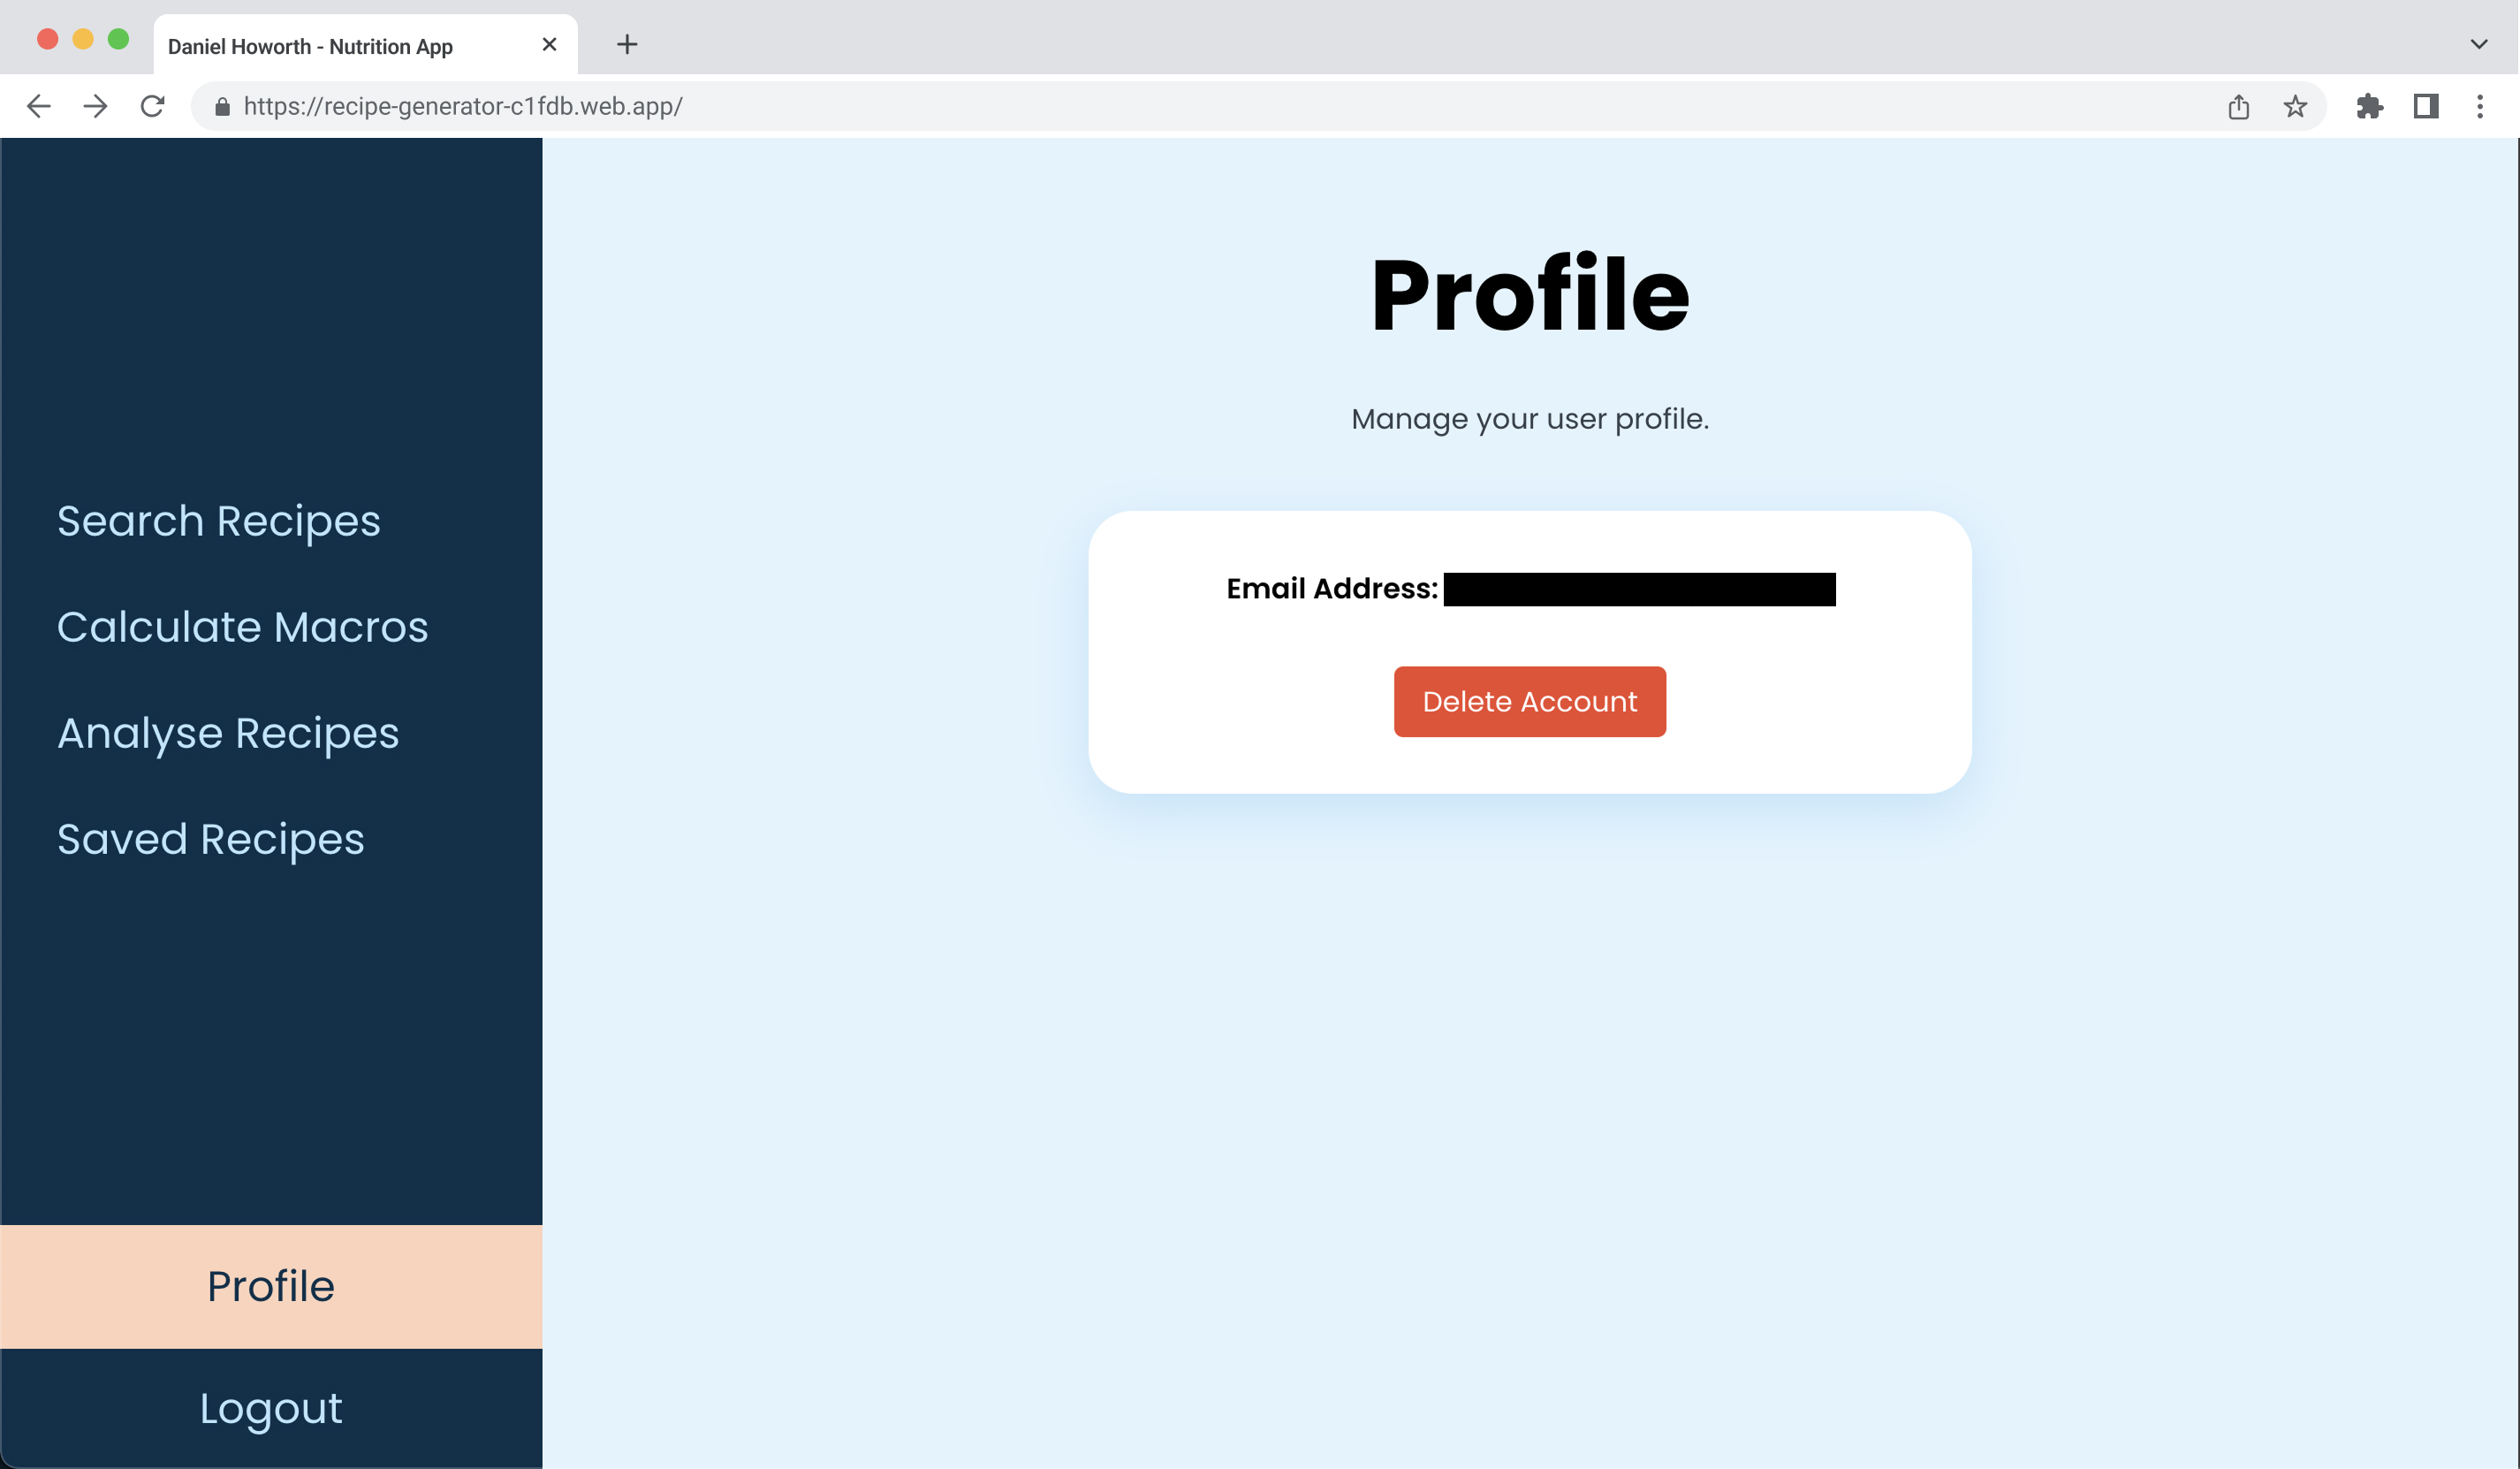 Daniel Howorth - Nutrition App
https://recipe-generator-c1fdb.web.app/
Search Recipes
Calculate Macros
Analyse Recipes
Saved Recipes
Profile
Logout
Profile
Manage your user profile.
Email Address:
Delete Account